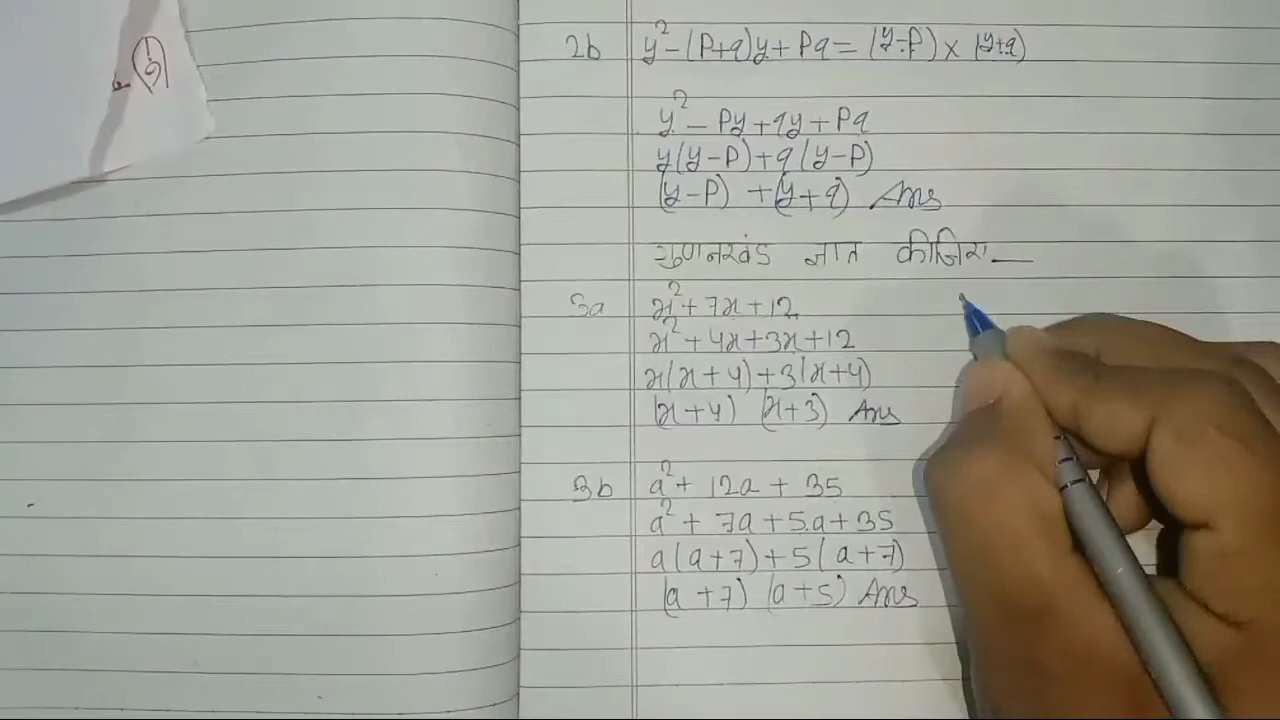 2b y² - (P+q)y + Pq = (y-P) × (y+q)
y² - Py + qy + Pq
y(y-P) + q(y-P)
(y-P) + (y+q) Ans
गुणनखंड ज्ञात कीजिए—
3a x² + 7x + 12
x² + 4x + 3x + 12
x(x+4) + 3(x+4)
(x+4) (x+3) Ans
3b a² + 12a + 35
a² + 7a + 5a + 35
a(a+7) + 5(a+7)
(a+7) (a+5) Ans